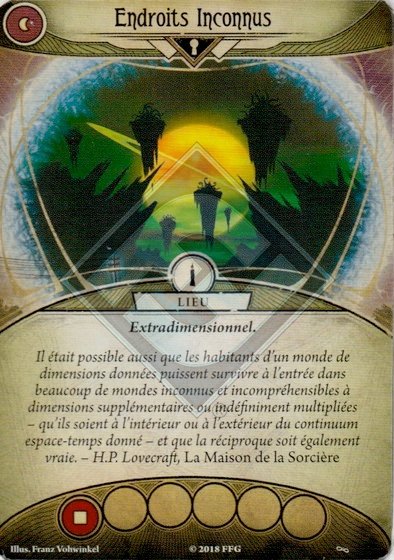 Endroits Inconnus
LIEU
Extradimensionnel.
Il était possible aussi que les habitants d'un monde de
dimensions données puissent survivre à l'entrée dans
beaucoup de mondes inconnus et incompréhensibles à
dimensions supplémentaires ou indéfiniment multipliées
– qu'ils soient à l'intérieur ou à l'extérieur du continuum
espace-temps donné – et que la réciproque soit également
vraie. – H.P. Lovecraft, La Maison de la Sorcière
Illus. Franz Vohwinkel
© 2018 FFG